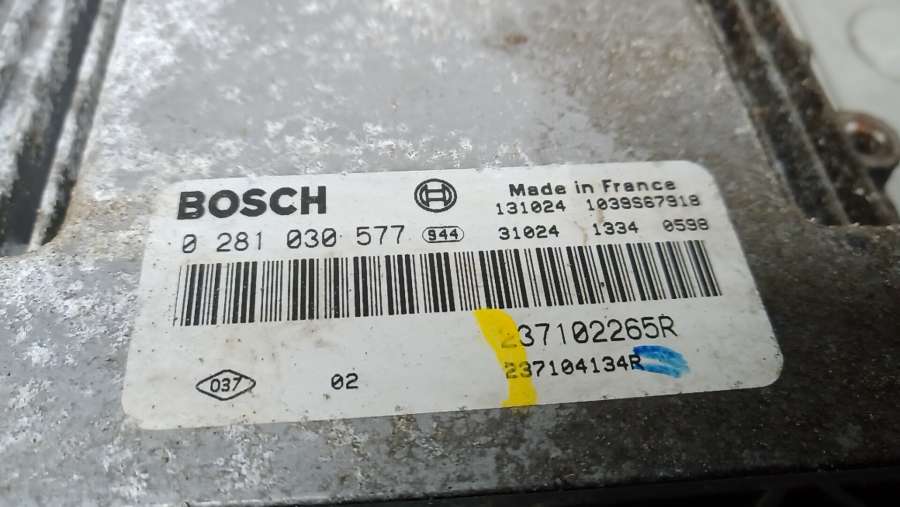 BOSCH
Made in France
131024 1039S67918
0 281 030 577 944 31024 1334 0598
237102265R
037 02 237104134R